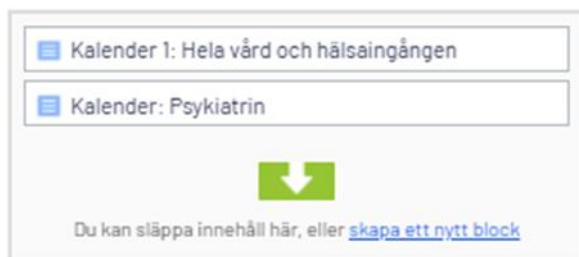 Kalender 1: Hela vård och hälsaingången
Kalender: Psykiatrin
Du kan släppa innehåll här, eller skapa ett nytt block